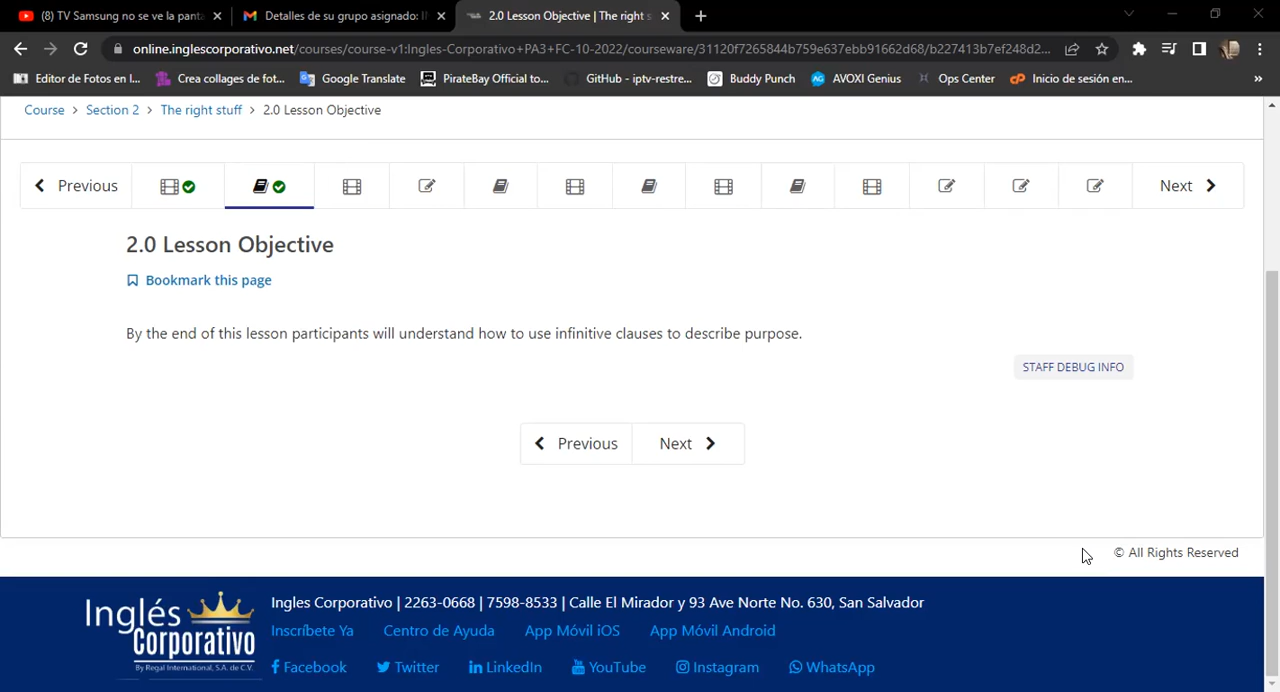 (8) TV Samsung no se ve la panta
Detalles de su grupo asignado: I
2.0 Lesson Objective | The right s
online.inglescorporativo.net/courses/course-v1:Ingles-Corporativo+PA3+FC-10-2022/courseware/31120f7265844b759e637ebb91662d68/b227413b7ef248d2...
Editor de Fotos en l... Crea collages de fot... Google Translate PirateBay Official to... GitHub - iptv-restre... Buddy Punch AVOXI Genius Ops Center Inicio de sesión en... »
Course > Section 2 > The right stuff > 2.0 Lesson Objective
Previous Next
2.0 Lesson Objective
Bookmark this page
By the end of this lesson participants will understand how to use infinitive clauses to describe purpose.
STAFF DEBUG INFO
Previous Next
© All Rights Reserved
Inglés Corporativo
By Regal International, S.A. de C.V.
Ingles Corporativo | 2263-0668 | 7598-8533 | Calle El Mirador y 93 Ave Norte No. 630, San Salvador
Inscríbete Ya Centro de Ayuda App Móvil iOS App Móvil Android
Facebook Twitter LinkedIn YouTube Instagram WhatsApp